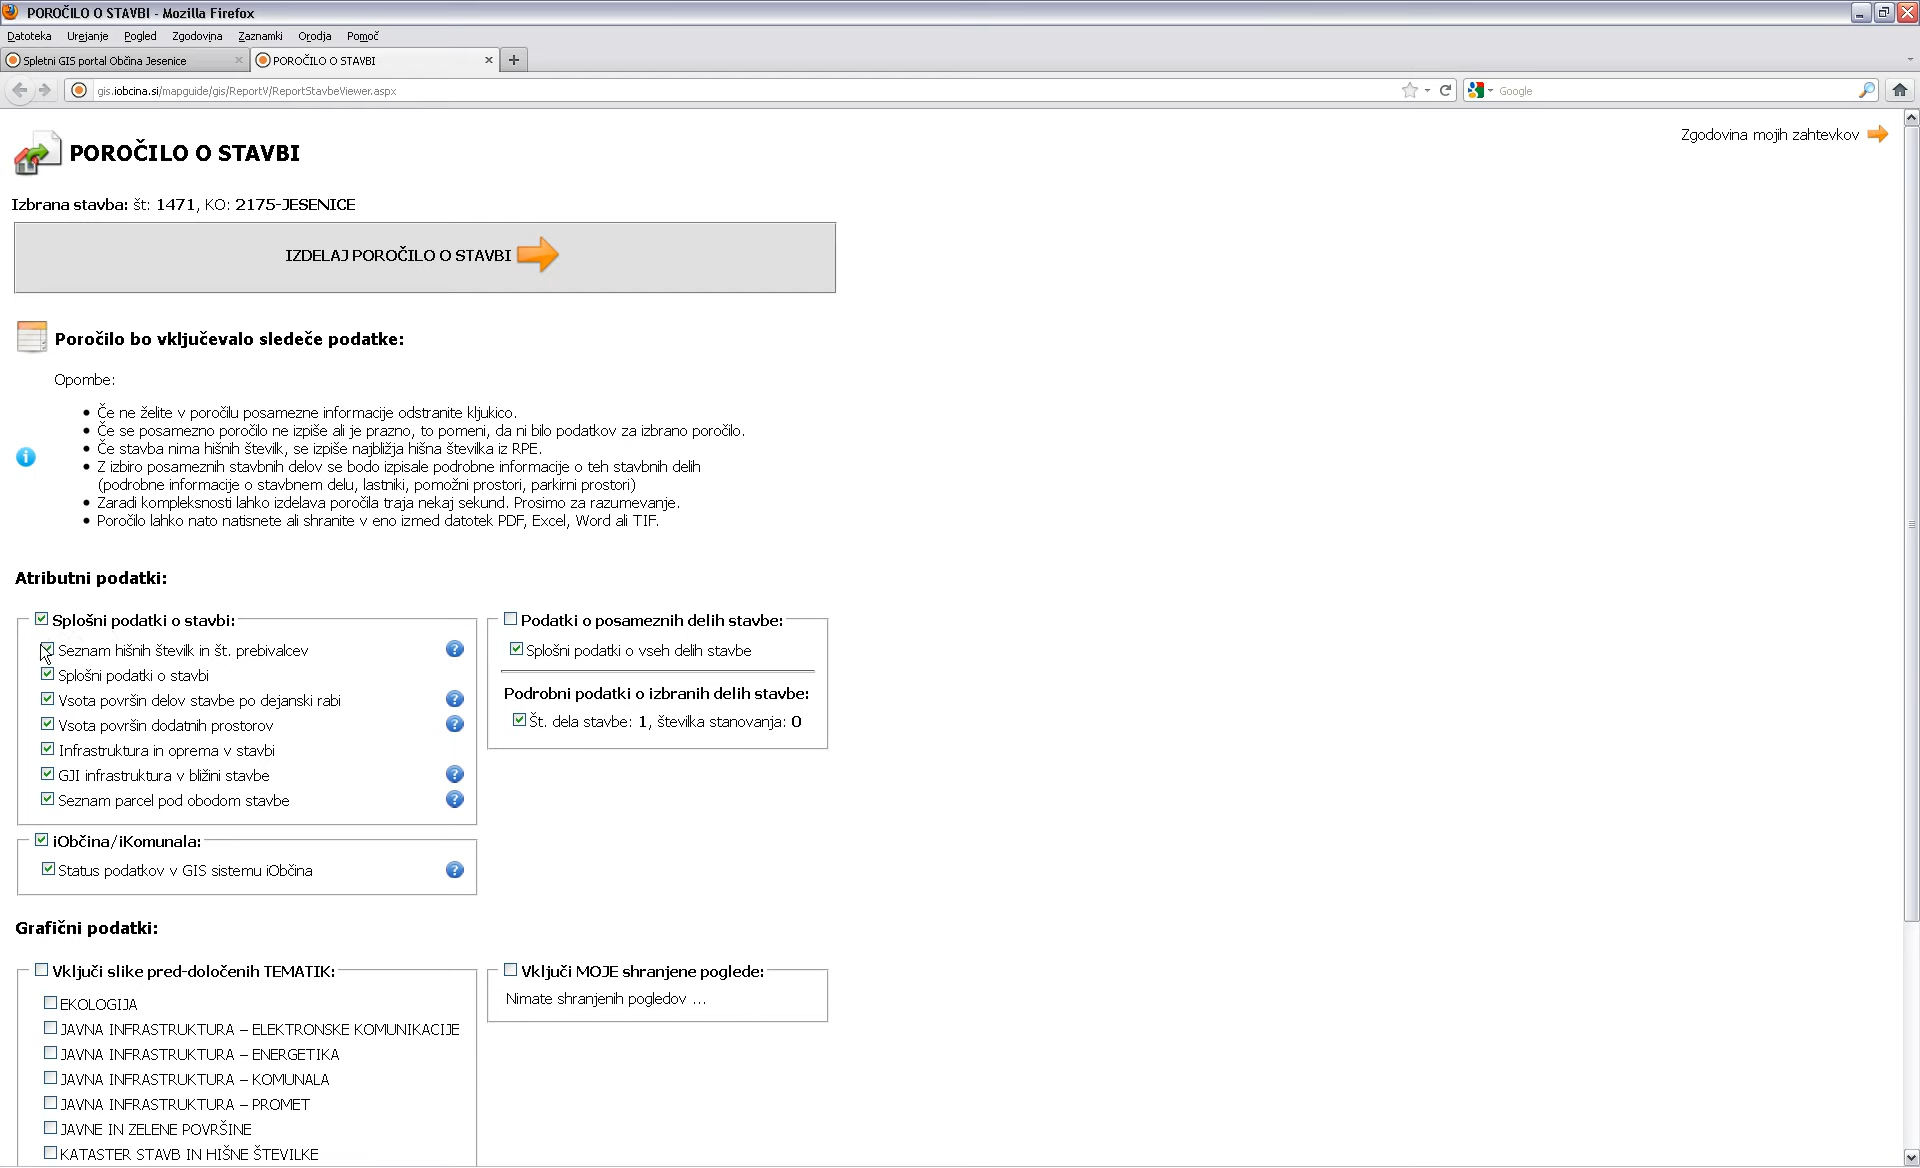 POROČILO O STAVBI - Mozilla Firefox
Datoteka Urejanje Pogled Zgodovina Zaznamki Orodja Pomoč
Spletni GIS portal Občina Jesenice
POROČILO O STAVBI
gis.iobcina.si/mapguide/gis/ReportV/ReportStavbeViewer.aspx
Google
Zgodovina mojih zahtevkov
POROČILO O STAVBI
Izbrana stavba: št: 1471, KO: 2175-JESENICE
IZDELAJ POROČILO O STAVBI
Poročilo bo vključevalo sledeče podatke:
Opombe:
• Če ne želite v poročilu posamezne informacije odstranite kljukico.
• Če se posamezno poročilo ne izpiše ali je prazno, to pomeni, da ni bilo podatkov za izbrano poročilo.
• Če stavba nima hišnih številk, se izpiše najbližja hišna številka iz RPE.
• Z izbiro posameznih stavbnih delov se bodo izpisale podrobne informacije o teh stavbnih delih
(podrobne informacije o stavbnem delu, lastniki, pomožni prostori, parkirni prostori)
• Zaradi kompleksnosti lahko izdelava poročila traja nekaj sekund. Prosimo za razumevanje.
• Poročilo lahko nato natisnete ali shranite v eno izmed datotek PDF, Excel, Word ali TIF.
Atributni podatki:
Splošni podatki o stavbi:
Seznam hišnih številk in št. prebivalcev
Splošni podatki o stavbi
Vsota površin delov stavbe po dejanski rabi
Vsota površin dodatnih prostorov
Infrastruktura in oprema v stavbi
GJI infrastruktura v bližini stavbe
Seznam parcel pod obodom stavbe
Podatki o posameznih delih stavbe:
Splošni podatki o vseh delih stavbe
Podrobni podatki o izbranih delih stavbe:
Št. dela stavbe: 1, številka stanovanja: 0
iObčina/iKomunala:
Status podatkov v GIS sistemu iObčina
Grafični podatki:
Vključi slike pred-določenih TEMATIK:
EKOLOGIJA
JAVNA INFRASTRUKTURA – ELEKTRONSKE KOMUNIKACIJE
JAVNA INFRASTRUKTURA – ENERGETIKA
JAVNA INFRASTRUKTURA – KOMUNALA
JAVNA INFRASTRUKTURA – PROMET
JAVNE IN ZELENE POVRŠINE
KATASTER STAVB IN HIŠNE ŠTEVILKE
Vključi MOJE shranjene poglede:
Nimate shranjenih pogledov ...